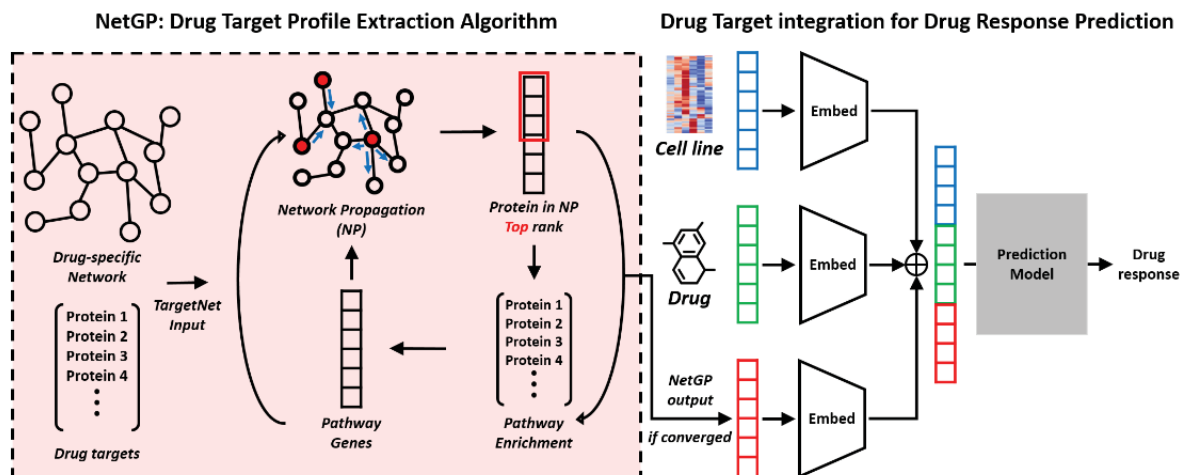 NetGP: Drug Target Profile Extraction Algorithm
Drug Target integration for Drug Response Prediction
Drug-specific
Network
Protein 1
Protein 2
Protein 3
Protein 4
Drug targets
TargetNet
Input
Network Propagation
(NP)
Protein in NP
Top rank
Pathway
Genes
Protein 1
Protein 2
Protein 3
Protein 4
Pathway
Enrichment
Cell line
Embed
Drug
Embed
NetGP
output
if converged
Embed
Prediction
Model
Drug
response